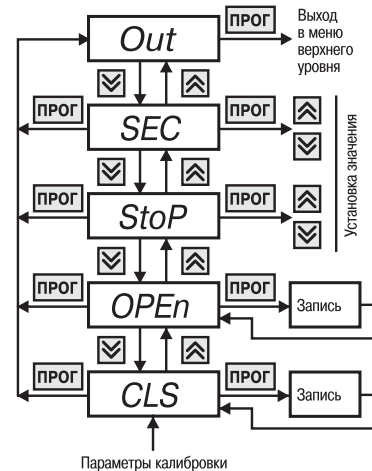 Out
ПРОГ
Выход
в меню
верхнего
уровня
ПРОГ
SEC
ПРОГ
Установка значения
ПРОГ
StoP
ПРОГ
ПРОГ
OPEn
ПРОГ
Запись
ПРОГ
CLS
ПРОГ
Запись
Параметры калибровки